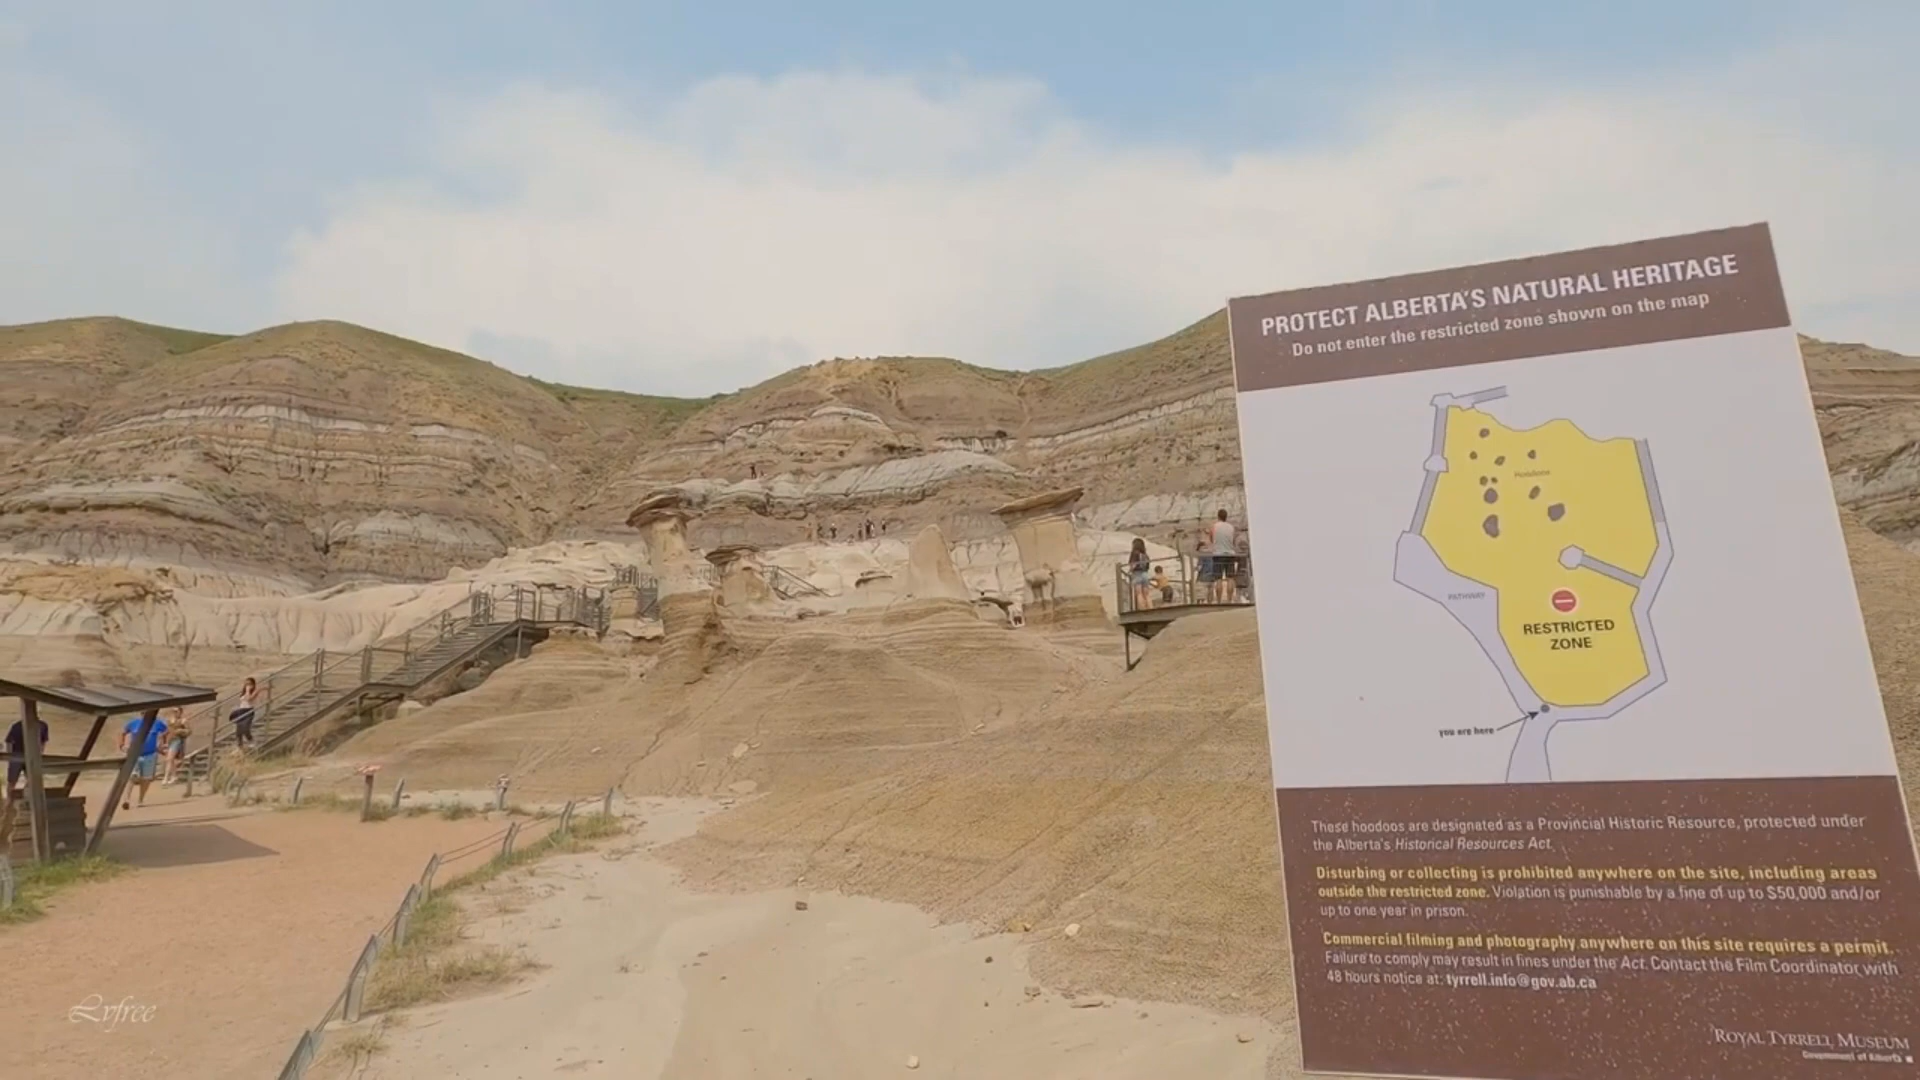 PROTECT ALBERTA'S NATURAL HERITAGE
Do not enter the restricted zone shown on the map
Hoodoos
PATHWAY
RESTRICTED
ZONE
you are here
These hoodoos are designated as a Provincial Historic Resource, protected under
the Alberta's Historical Resources Act.
Disturbing or collecting is prohibited anywhere on the site, including areas
outside the restricted zone. Violation is punishable by a fine of up to $50,000 and/or
up to one year in prison.
Commercial filming and photography anywhere on this site requires a permit.
Failure to comply may result in fines under the Act. Contact the Film Coordinator with
48 hours notice at: tyrrell.info@gov.ab.ca
ROYAL TYRRELL MUSEUM
Government of Alberta
Lvfree